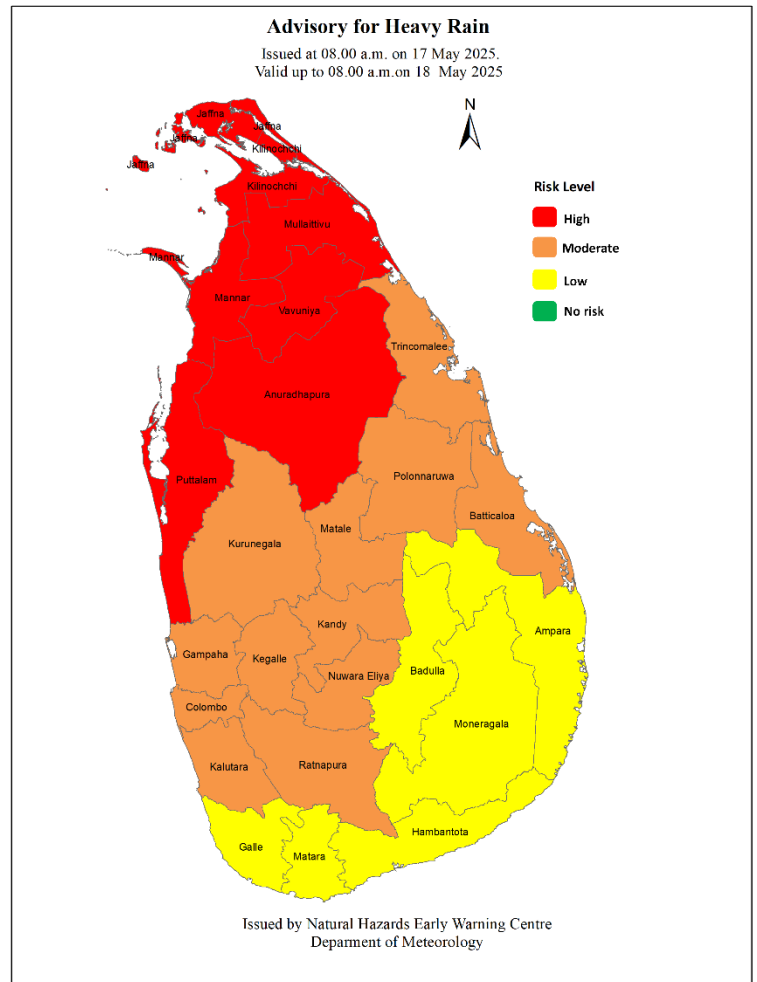 Advisory for Heavy Rain
Issued at 08.00 a.m. on 17 May 2025.
Valid up to 08.00 a.m.on 18 May 2025
N
Jaffna
Jaffna
Jaffna
Kilinochchi
Jaffna
Kilinochchi
Risk Level
High
Mullaittivu
Moderate
Mannar
Low
Mannar
Vavuniya
No risk
Trincomalee
Anuradhapura
Puttalam
Polonnaruwa
Batticaloa
Matale
Kurunegala
Kandy
Ampara
Gampaha
Kegalle
Badulla
Nuwara Eliya
Colombo
Moneragala
Kalutara
Ratnapura
Hambantota
Galle
Matara
Issued by Natural Hazards Early Warning Centre
Deparment of Meteorology